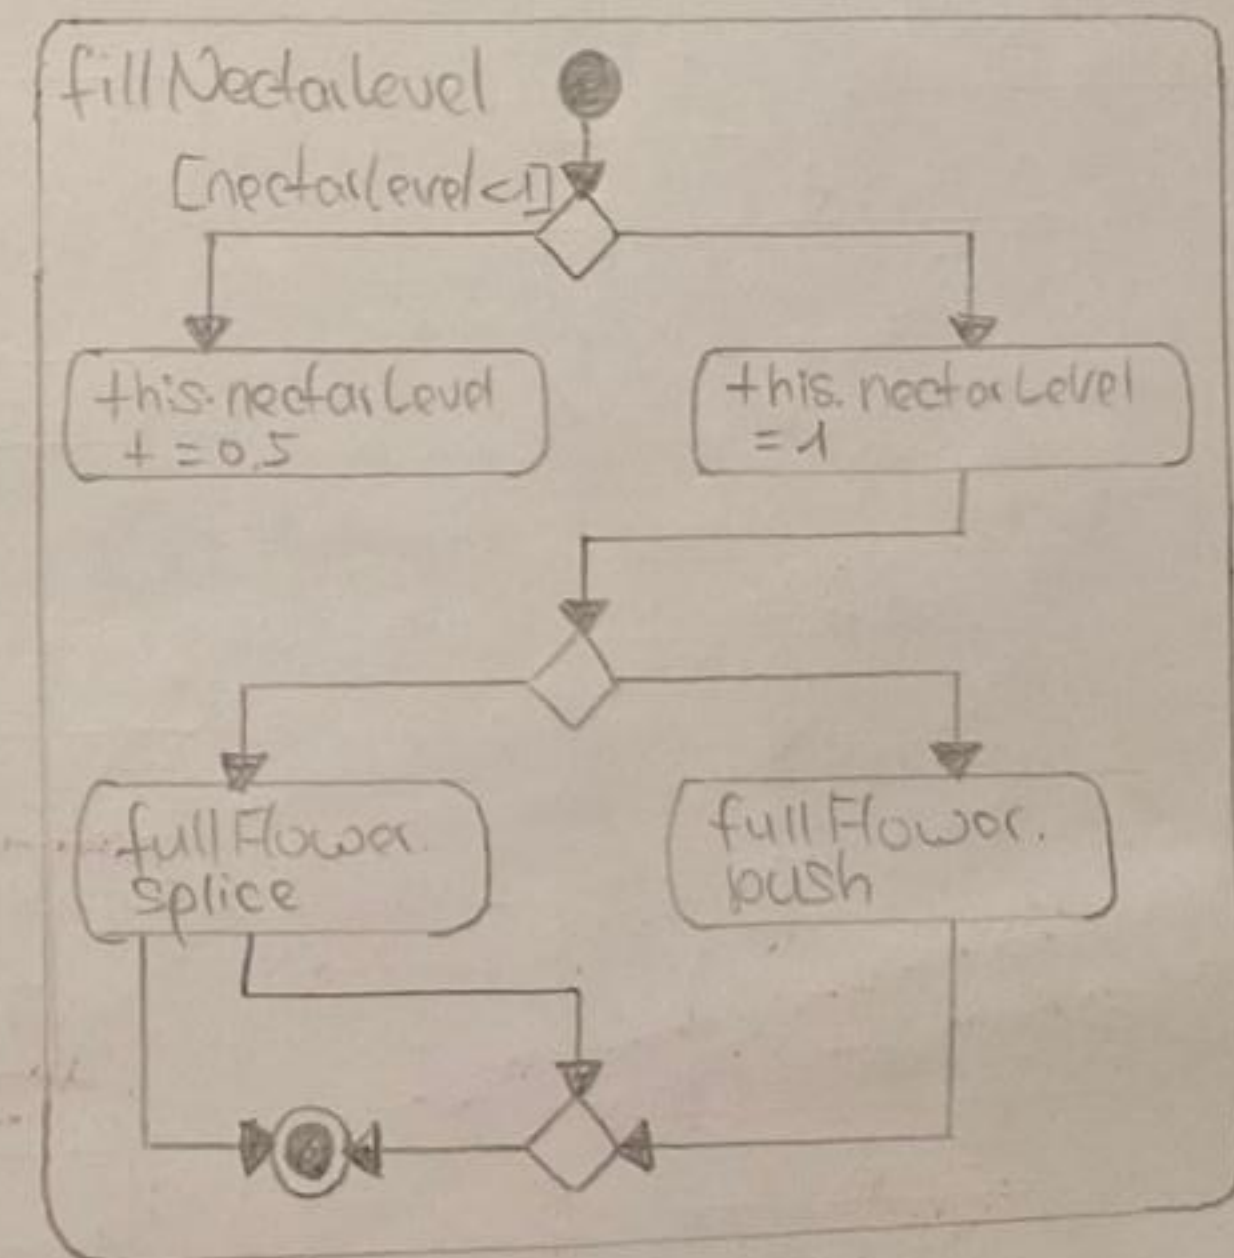 fillNectarLevel
[nectarLevel<1]
this.nectarLevel
+=0.5
this.nectarLevel
=1
fullFlower.
splice
fullFlower.
push